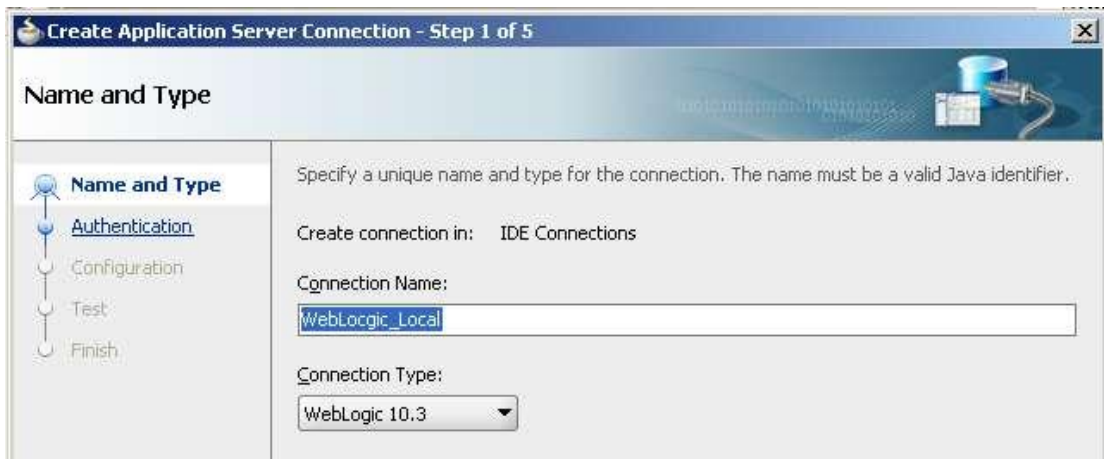 Create Application Server Connection - Step 1 of 5
Name and Type
Name and Type
Authentication
Configuration
Test
Finish
Specify a unique name and type for the connection. The name must be a valid Java identifier.
Create connection in: IDE Connections
Connection Name:
WebLocgic_Local
Connection Type:
WebLogic 10.3